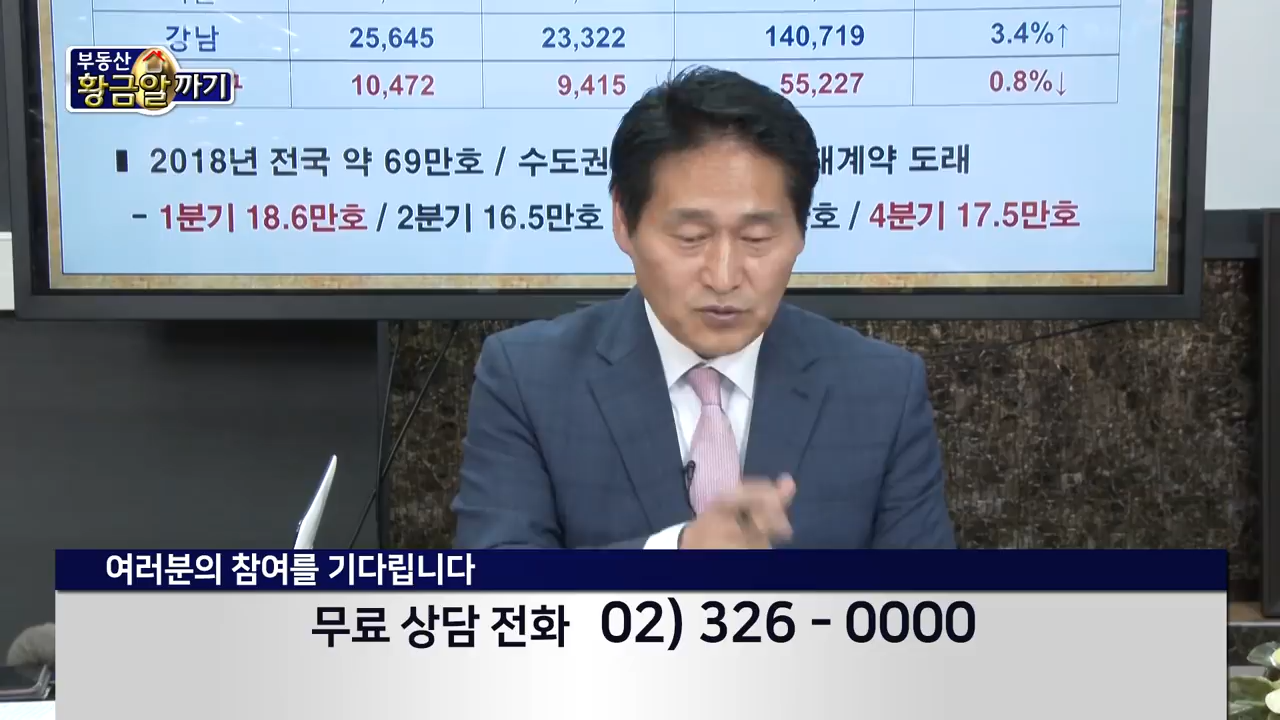 강남 25,645 23,322 140,719 3.4%↑
10,472 9,415 55,227 0.8%↓
부동산
황금알까기
2018년 전국 약 69만호 / 수도권 재계약 도래
- 1분기 18.6만호 / 2분기 16.5만호 호 / 4분기 17.5만호
여러분의 참여를 기다립니다
무료 상담 전화 02) 326 - 0000